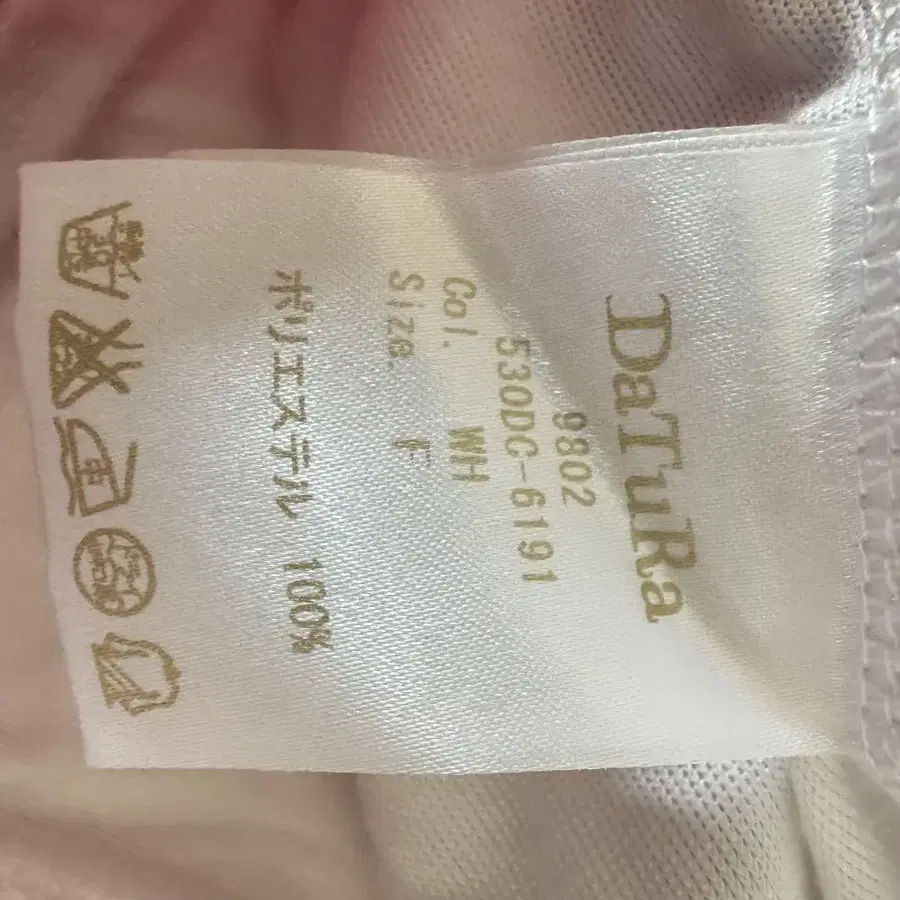 DaTuRa
9802
530DC-6191
Col. WH
Size. F
ポリエステル 100%